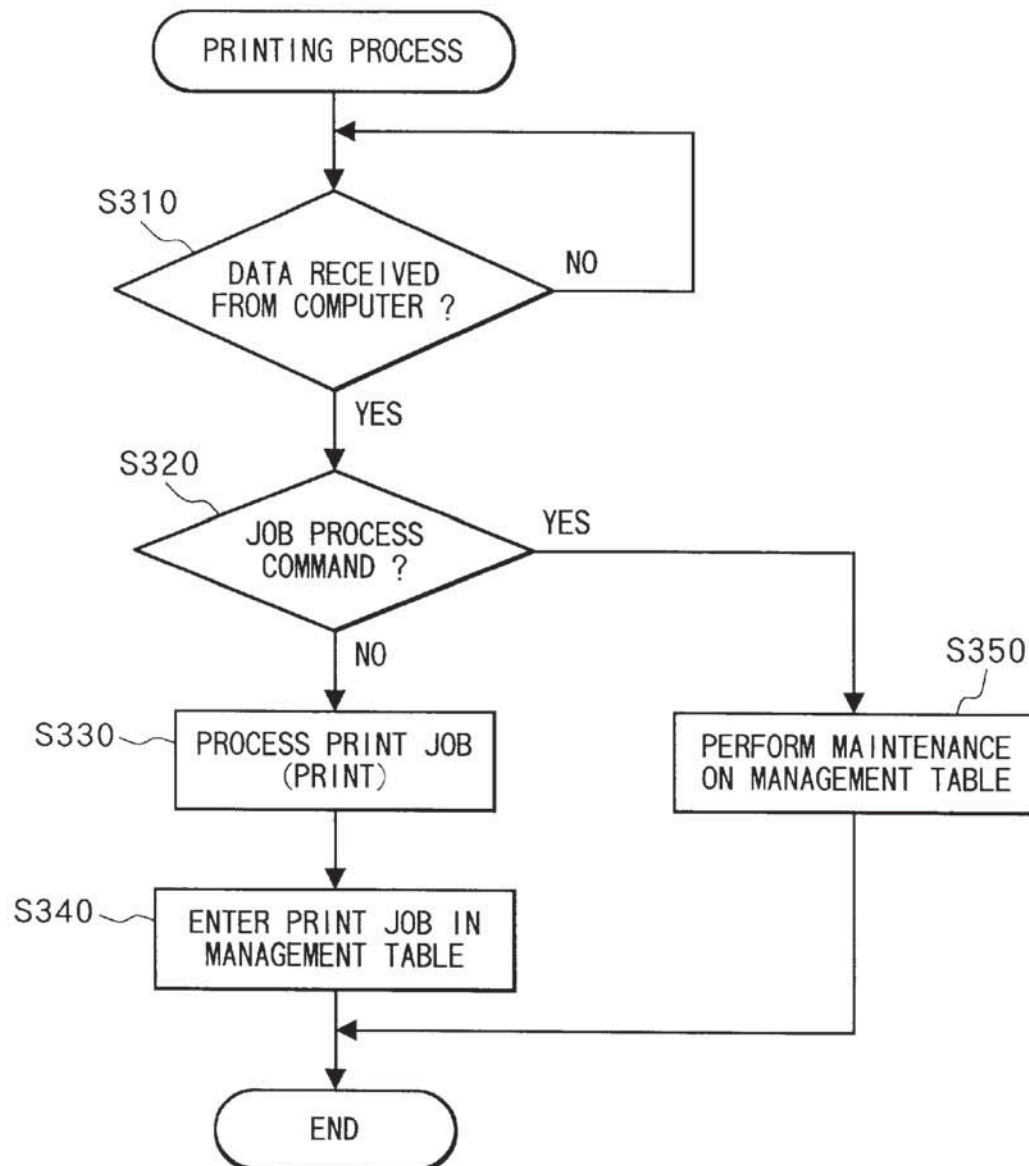 PRINTING PROCESS
S310
DATA RECEIVED
FROM COMPUTER ?
NO
YES
S320
JOB PROCESS
COMMAND ?
YES
NO
S350
S330
PROCESS PRINT JOB
(PRINT)
PERFORM MAINTENANCE
ON MANAGEMENT TABLE
S340
ENTER PRINT JOB IN
MANAGEMENT TABLE
END